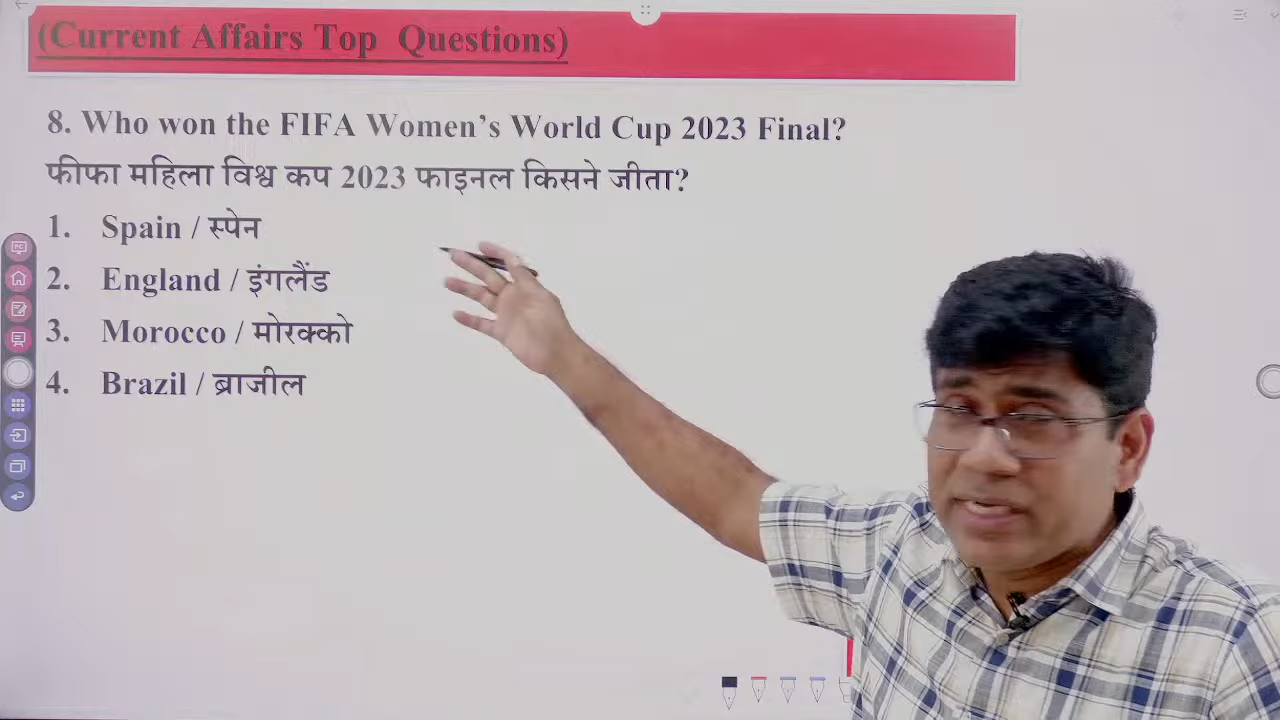 (Current Affairs Top Questions)
8. Who won the FIFA Women's World Cup 2023 Final?
फीफा महिला विश्व कप 2023 फाइनल किसने जीता?
1. Spain / स्पेन
2. England / इंगलैंड
3. Morocco / मोरक्को
4. Brazil / ब्राजील